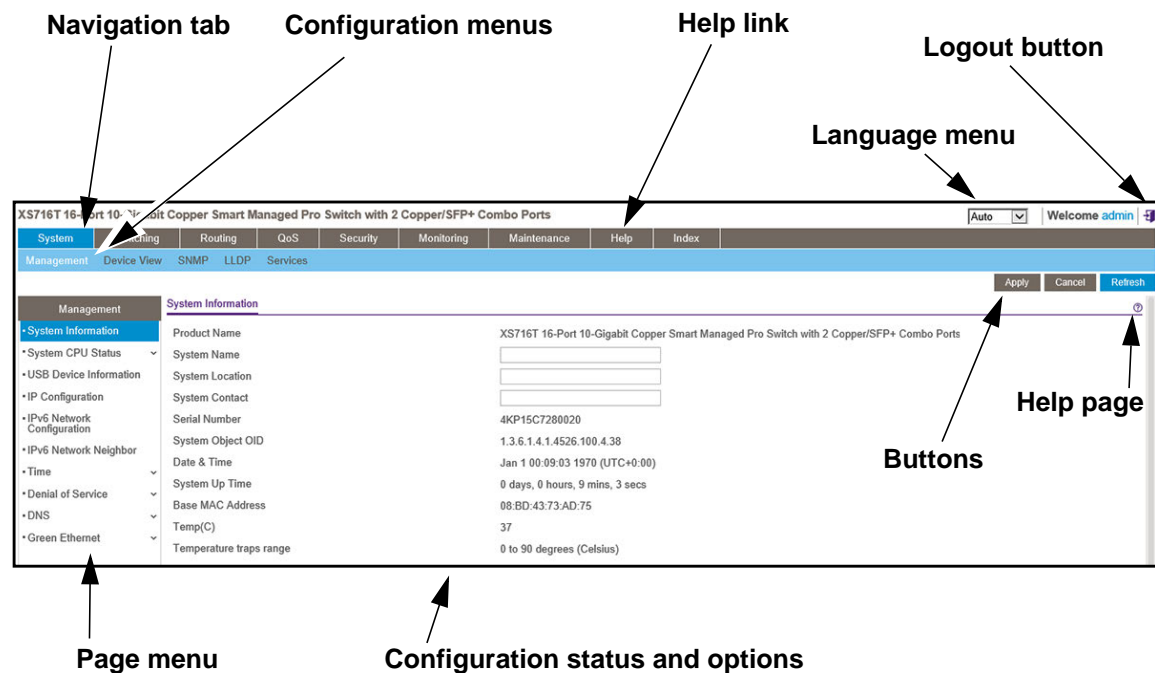 Navigation tab
Configuration menus
Help link
Logout button
Language menu
XS716T 16-Port 10-Gigabit Copper Smart Managed Pro Switch with 2 Copper/SFP+ Combo Ports
Auto
Welcome admin
System Switching Routing QoS Security Monitoring Maintenance Help Index
Management Device View SNMP LLDP Services
Apply Cancel Refresh
Management
System Information
• System Information
• System CPU Status
• USB Device Information
• IP Configuration
• IPv6 Network
Configuration
• IPv6 Network Neighbor
• Time
• Denial of Service
• DNS
• Green Ethernet
Product Name XS716T 16-Port 10-Gigabit Copper Smart Managed Pro Switch with 2 Copper/SFP+ Combo Ports
System Name
System Location
System Contact
Serial Number 4KP15C7280020
System Object OID 1.3.6.1.4.1.4526.100.4.38
Date & Time Jan 1 00:09:03 1970 (UTC+0:00)
System Up Time 0 days, 0 hours, 9 mins, 3 secs
Base MAC Address 08:BD:43:73:AD:75
Temp(C) 37
Temperature traps range 0 to 90 degrees (Celsius)
Help page
Buttons
Page menu
Configuration status and options